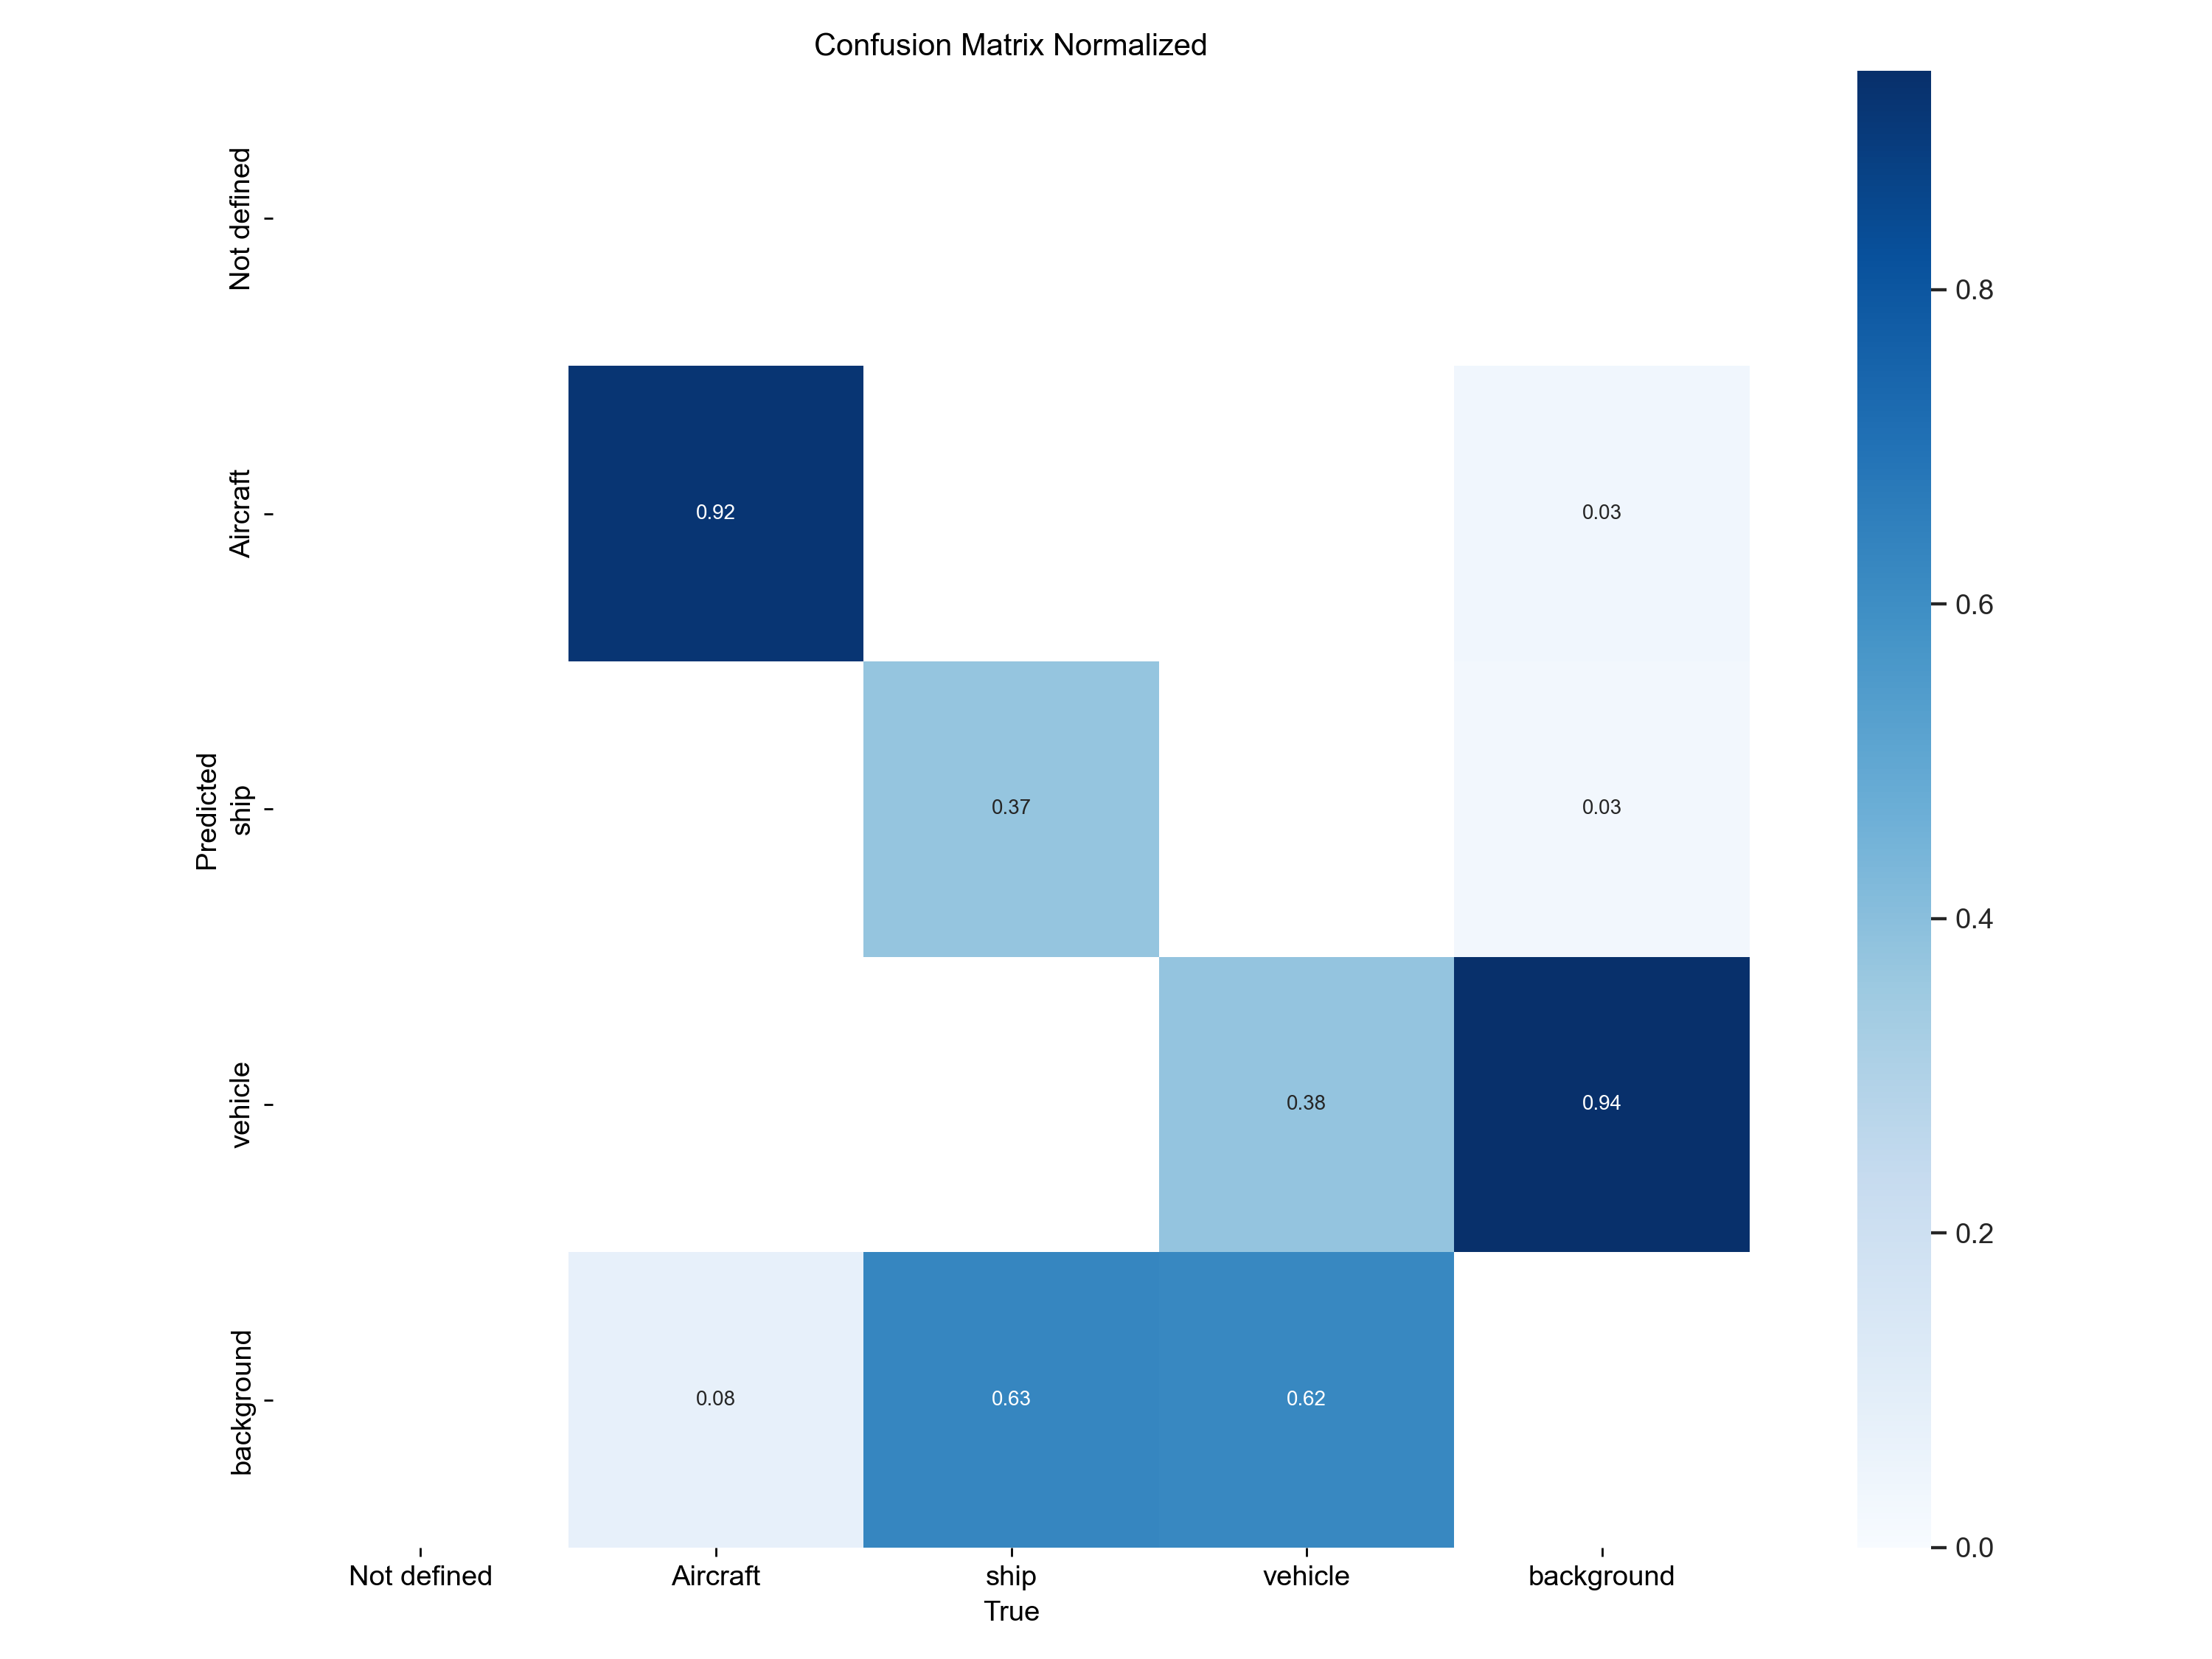 Confusion Matrix Normalized
Not defined
Aircraft
ship
vehicle
background
Predicted
0.92
0.03
0.37
0.03
0.38
0.94
0.08
0.63
0.62
Not defined
Aircraft
ship
vehicle
background
True
0.8
0.6
0.4
0.2
0.0